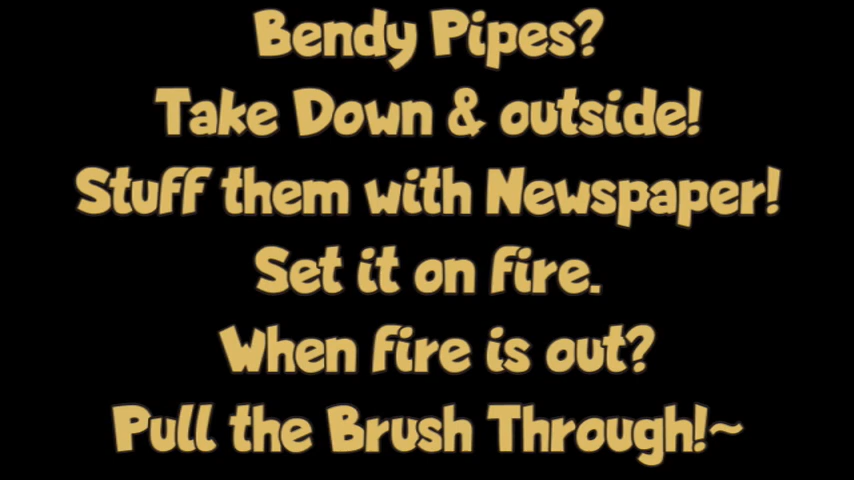 Bendy Pipes?
Take Down & outside!
Stuff them with Newspaper!
Set it on fire.
When fire is out?
Pull the Brush Through!~